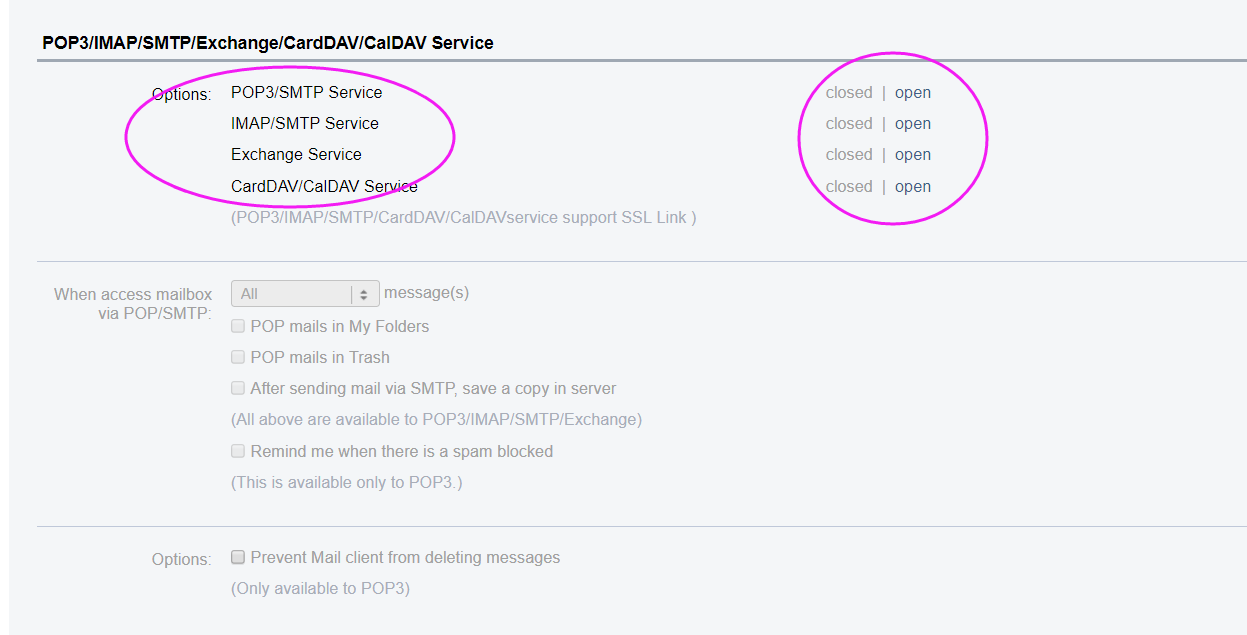 POP3/IMAP/SMTP/Exchange/CardDAV/CalDAV Service
Options: POP3/SMTP Service closed | open
IMAP/SMTP Service closed | open
Exchange Service closed | open
CardDAV/CalDAV Service closed | open
(POP3/IMAP/SMTP/CardDAV/CalDAVservice support SSL Link )
When access mailbox via POP/SMTP: All message(s)
POP mails in My Folders
POP mails in Trash
After sending mail via SMTP, save a copy in server
(All above are available to POP3/IMAP/SMTP/Exchange)
Remind me when there is a spam blocked
(This is available only to POP3.)
Options: Prevent Mail client from deleting messages
(Only available to POP3)